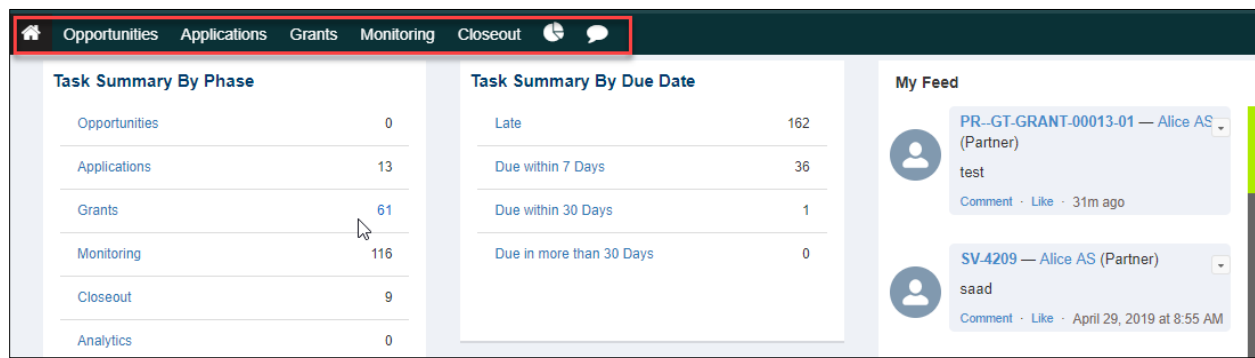 Opportunities Applications Grants Monitoring Closeout
Task Summary By Phase
Opportunities 0
Applications 13
Grants 61
Monitoring 116
Closeout 9
Analytics 0
Task Summary By Due Date
Late 162
Due within 7 Days 36
Due within 30 Days 1
Due in more than 30 Days 0
My Feed
PR--GT-GRANT-00013-01 — Alice AS
(Partner)
test
Comment · Like · 31m ago
SV-4209 — Alice AS (Partner)
saad
Comment · Like · April 29, 2019 at 8:55 AM